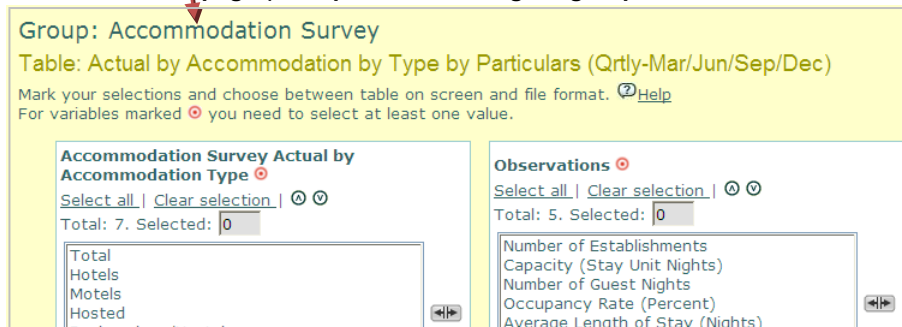 Group: Accommodation Survey
Table: Actual by Accommodation by Type by Particulars (Qrtly-Mar/Jun/Sep/Dec)
Mark your selections and choose between table on screen and file format. Help
For variables marked you need to select at least one value.
Accommodation Survey Actual by
Accommodation Type
Select all | Clear selection |
Total: 7. Selected: 0
Total
Hotels
Motels
Hosted
Observations
Select all | Clear selection |
Total: 5. Selected: 0
Number of Establishments
Capacity (Stay Unit Nights)
Number of Guest Nights
Occupancy Rate (Percent)
Average Length of Stay (Nights)